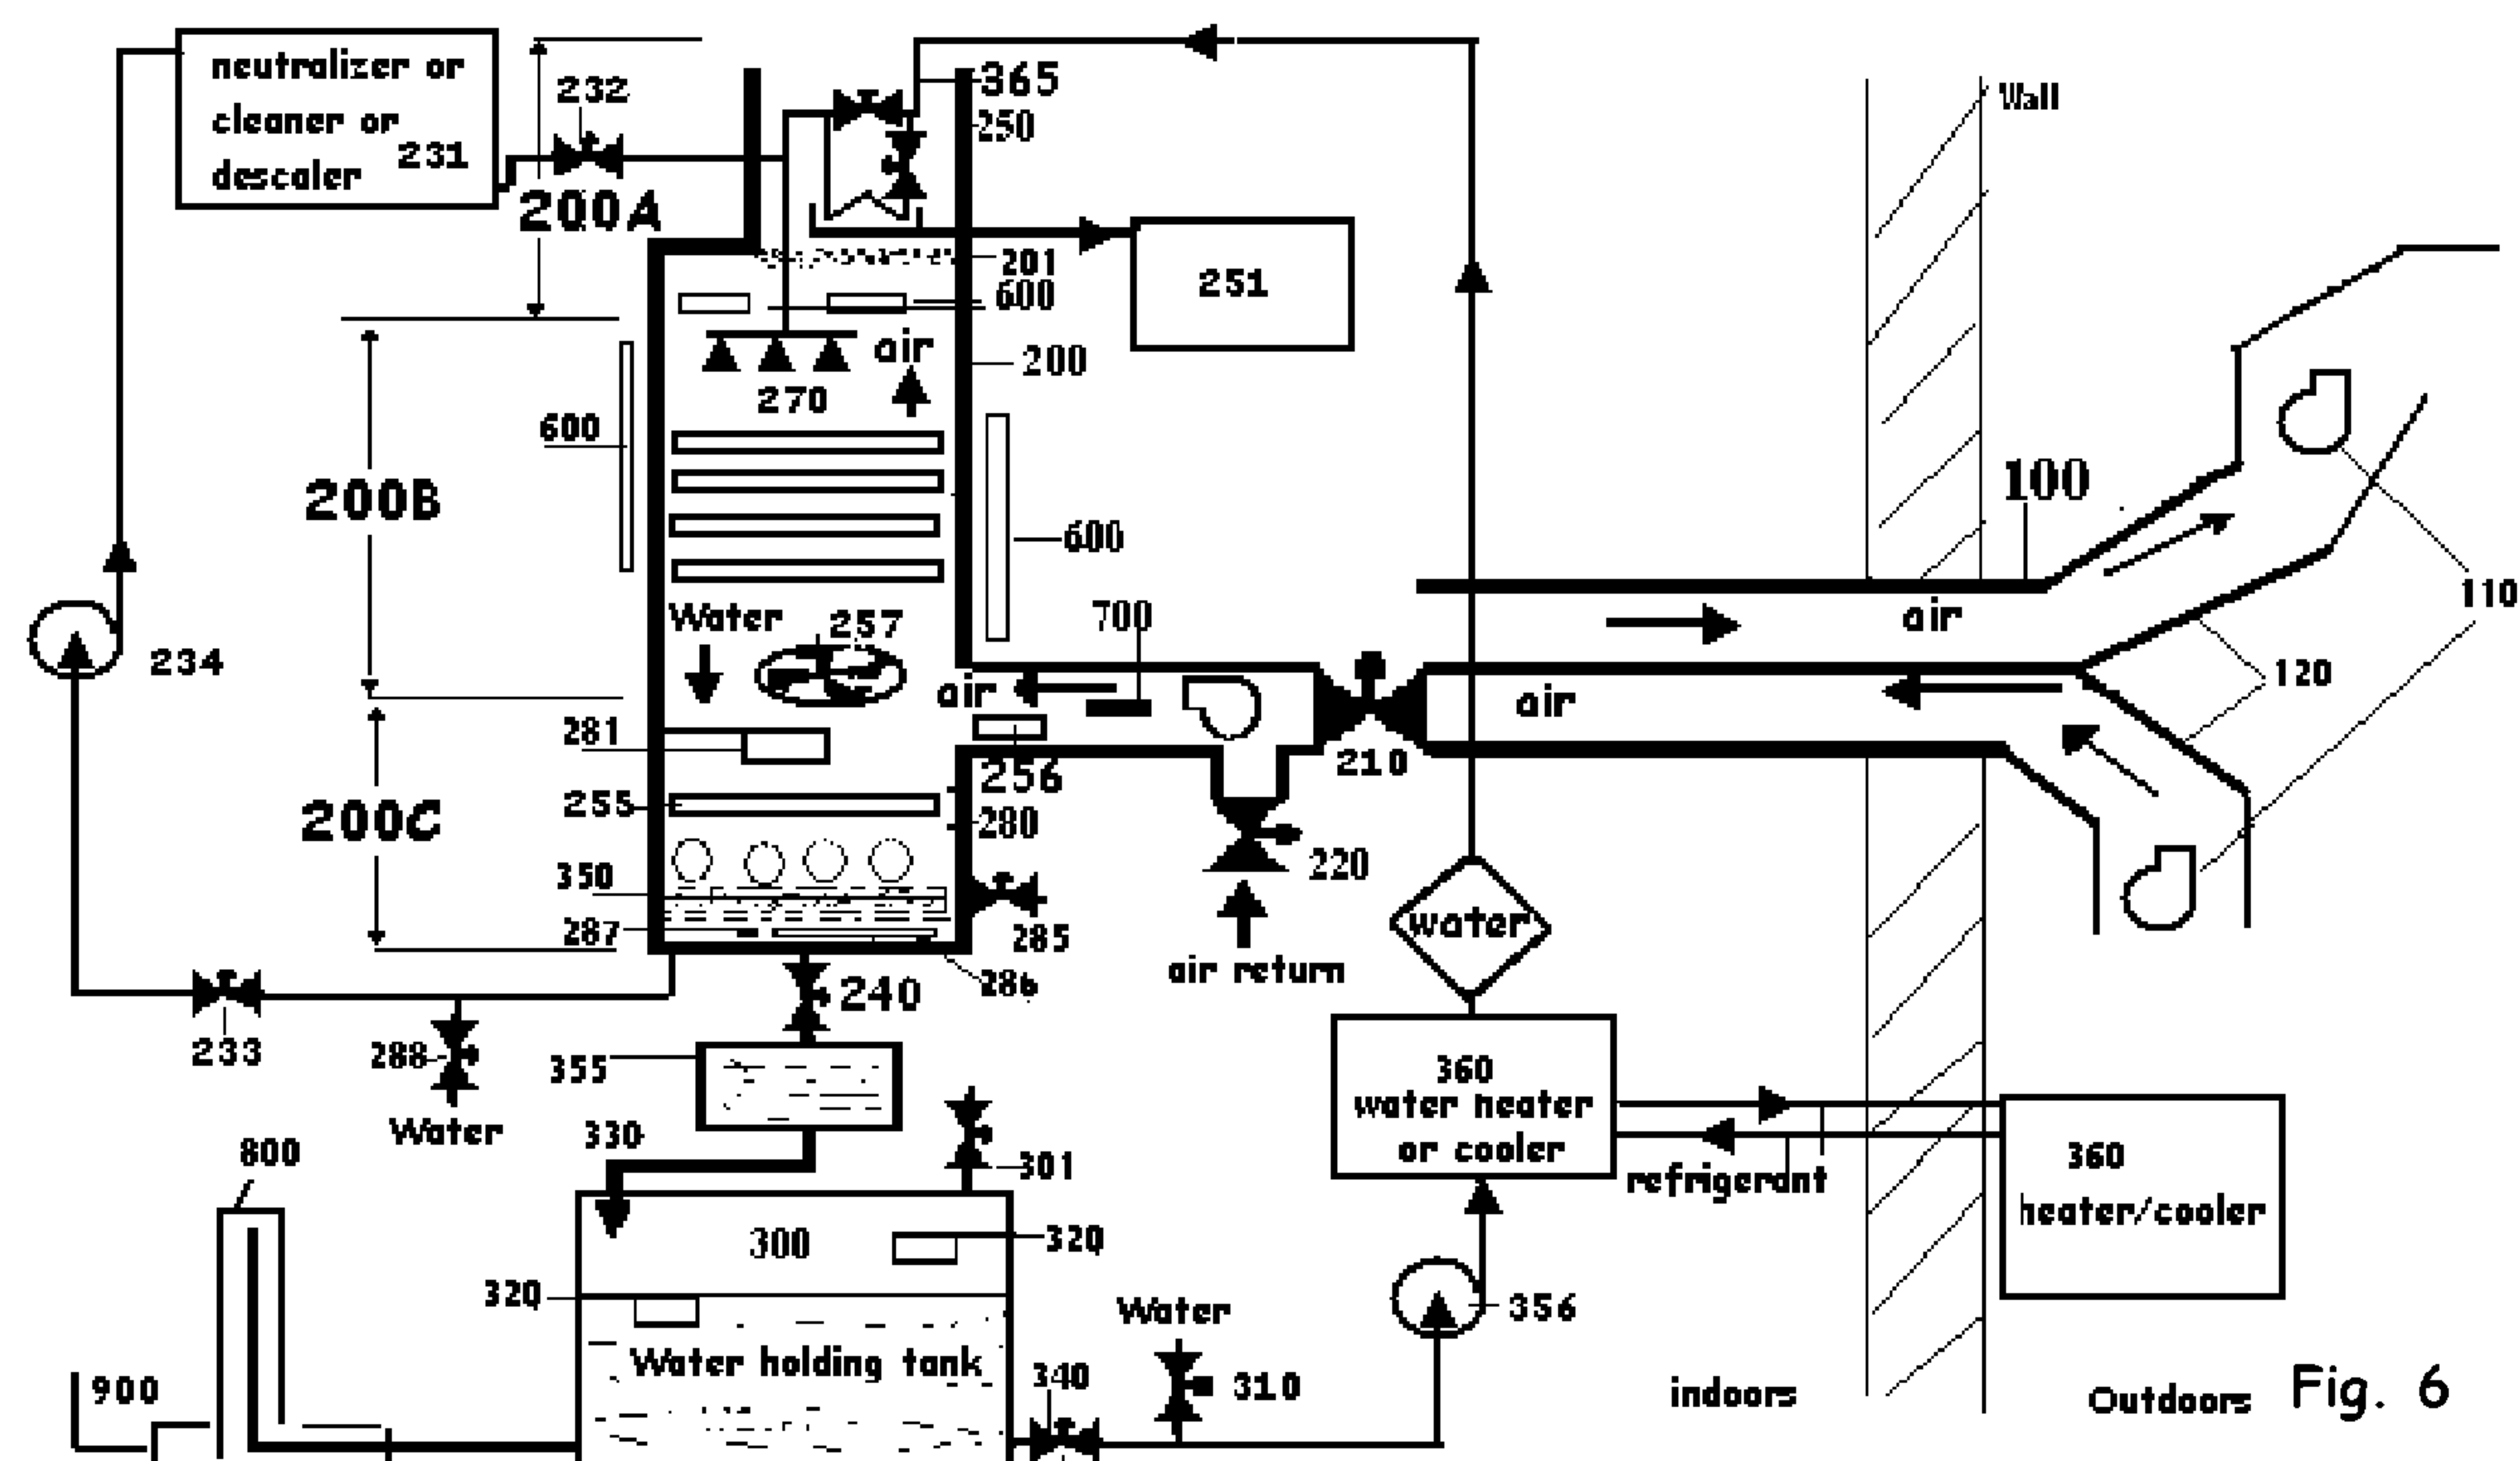 neutralizer or
cleaner or
descaler 231
232
200A
365
250
Wall
201
600
251
air
200
270
600
200B
600
100
110
Water
257
700
air
234
120
air
air
281
256
210
255
280
200C
220
350
287
285
water
air return
286
240
233
288
355
360
water heater
or cooler
Water
330
800
301
refrigerant
360
heater/cooler
300
320
320
Water
356
Water holding tank
340
310
900
indoors
Outdoors
Fig. 6